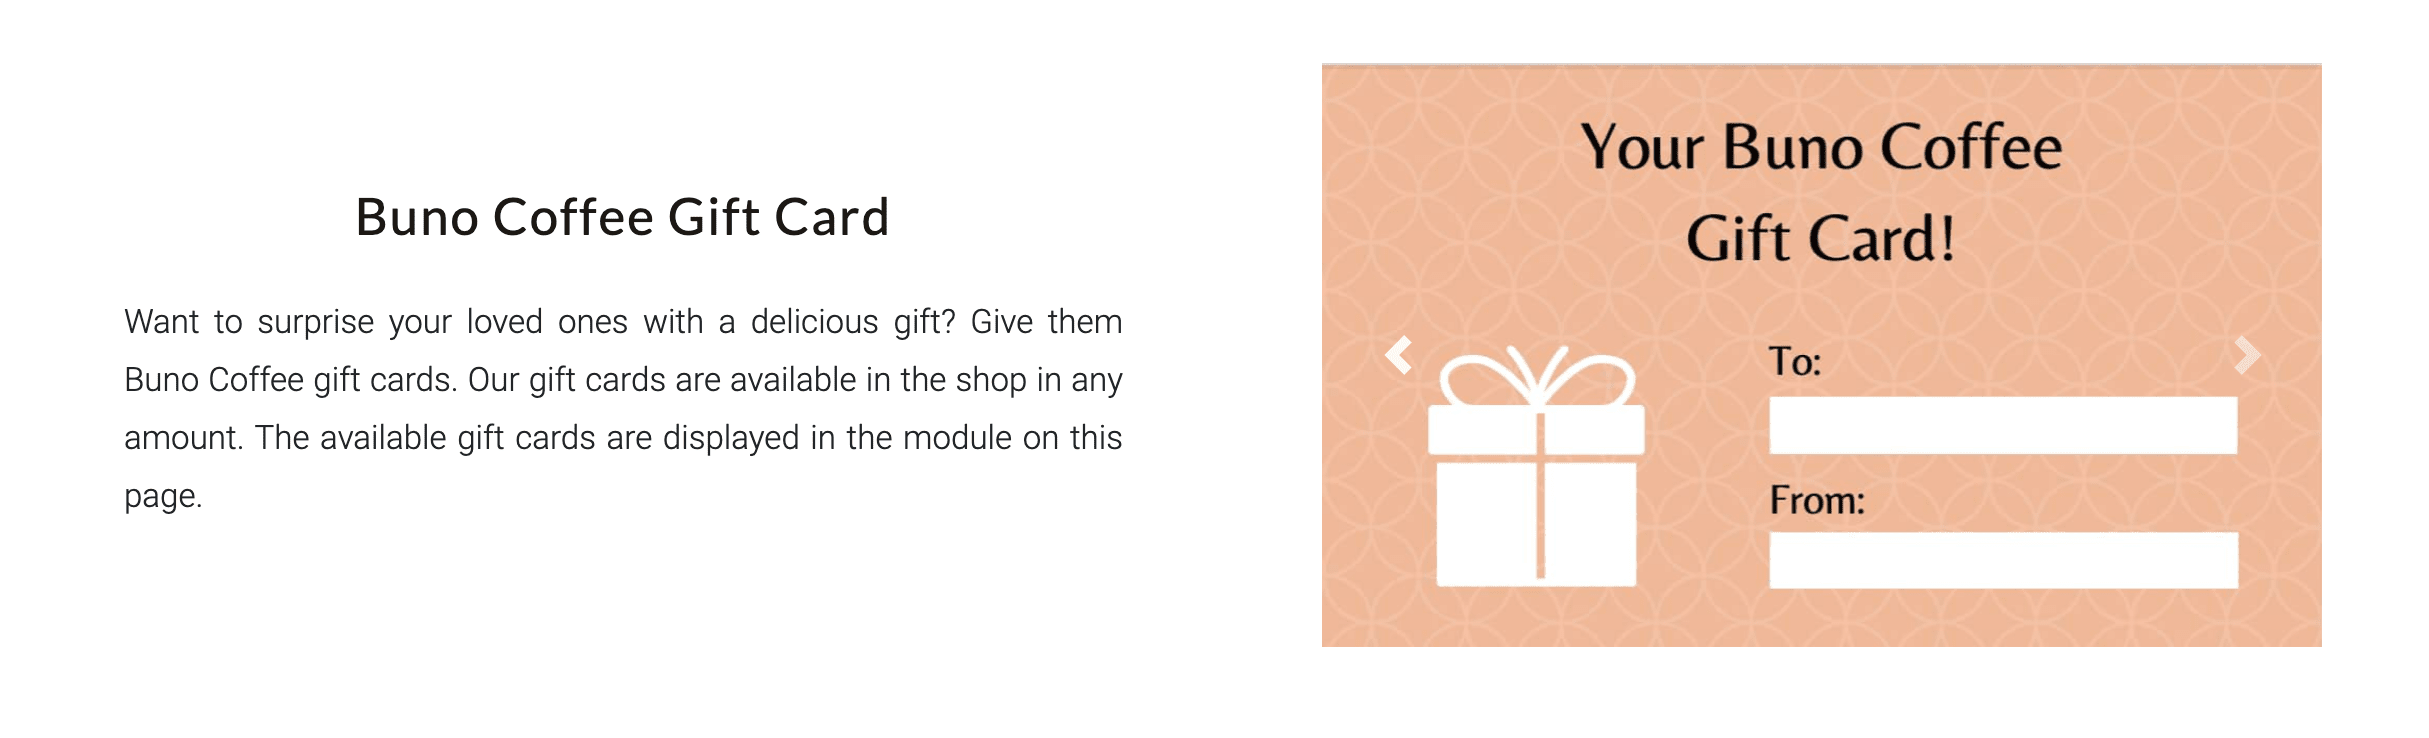 Buno Coffee Gift Card
Want to surprise your loved ones with a delicious gift? Give them
Buno Coffee gift cards. Our gift cards are available in the shop in any
amount. The available gift cards are displayed in the module on this
page.
Your Buno Coffee
Gift Card!
To:
From: